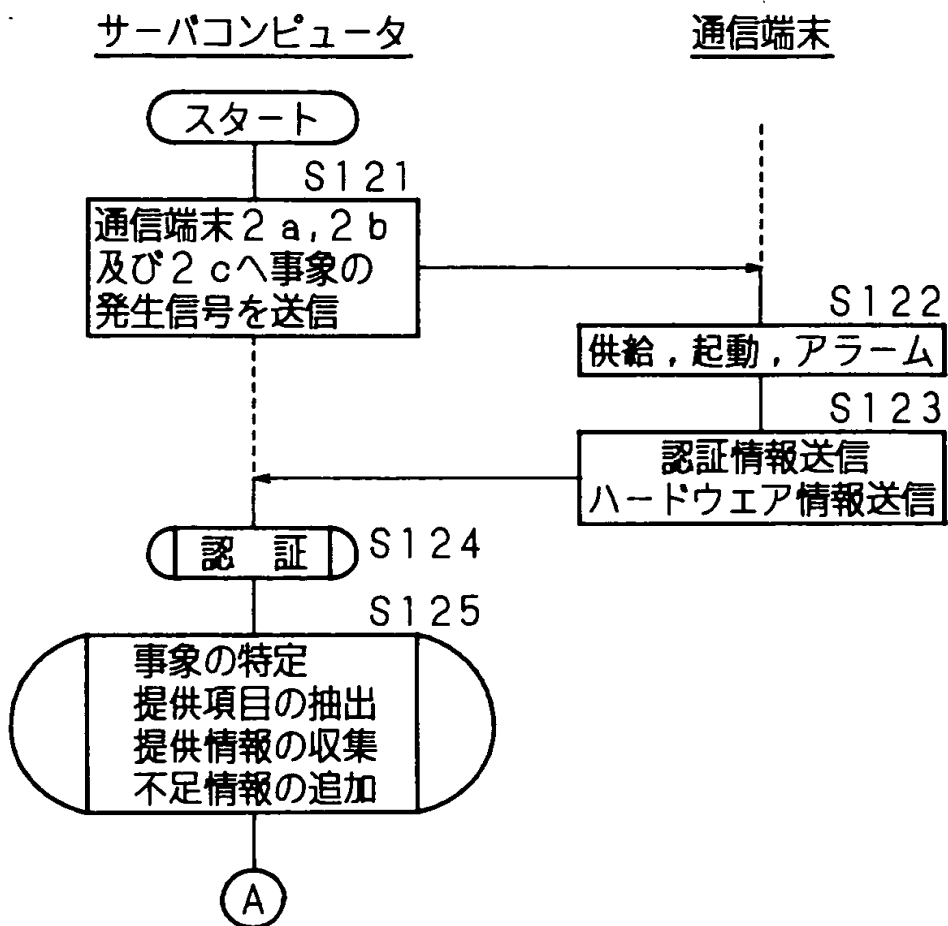 サーバコンピュータ
通信端末
スタート
S121
通信端末2a,2b
及び2cへ事象の
発生信号を送信
S122
供給,起動,アラーム
S123
認証情報送信
ハードウェア情報送信
認 証
S124
S125
事象の特定
提供項目の抽出
提供情報の収集
不足情報の追加
A